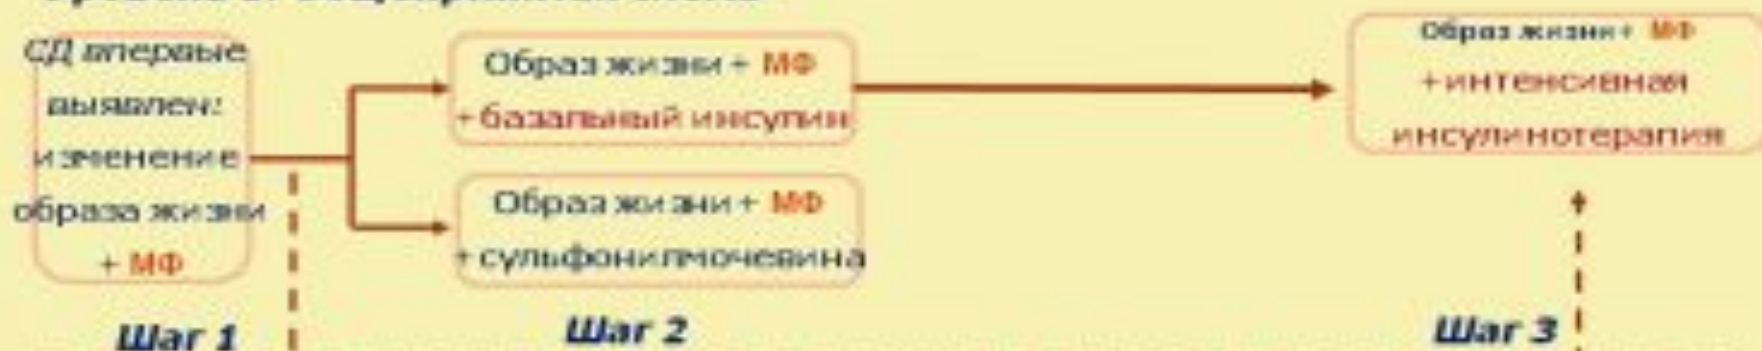 СД впервые
выявлен:
изменение
образа жизни
+ МФ
Образ жизни + МФ
+ базальный инсулин
Образ жизни + МФ
+ сульфонилмочевина
Образ жизни + МФ
+ интенсивная
инсулинотерапия
Шаг 1
Шаг 2
Шаг 3